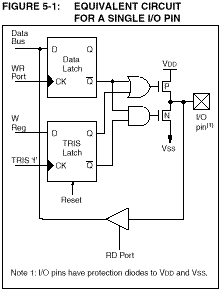 FIGURE 5-1: EQUIVALENT CIRCUIT
FOR A SINGLE I/O PIN
Data
Bus
D Q
Data
Latch
WR
Port
CK Q
VDD
P
W
Reg
D Q
TRIS
Latch
TRIS 'f'
CK Q
N
I/O
pin(1)
VSS
Reset
RD Port
Note 1: I/O pins have protection diodes to VDD and VSS.